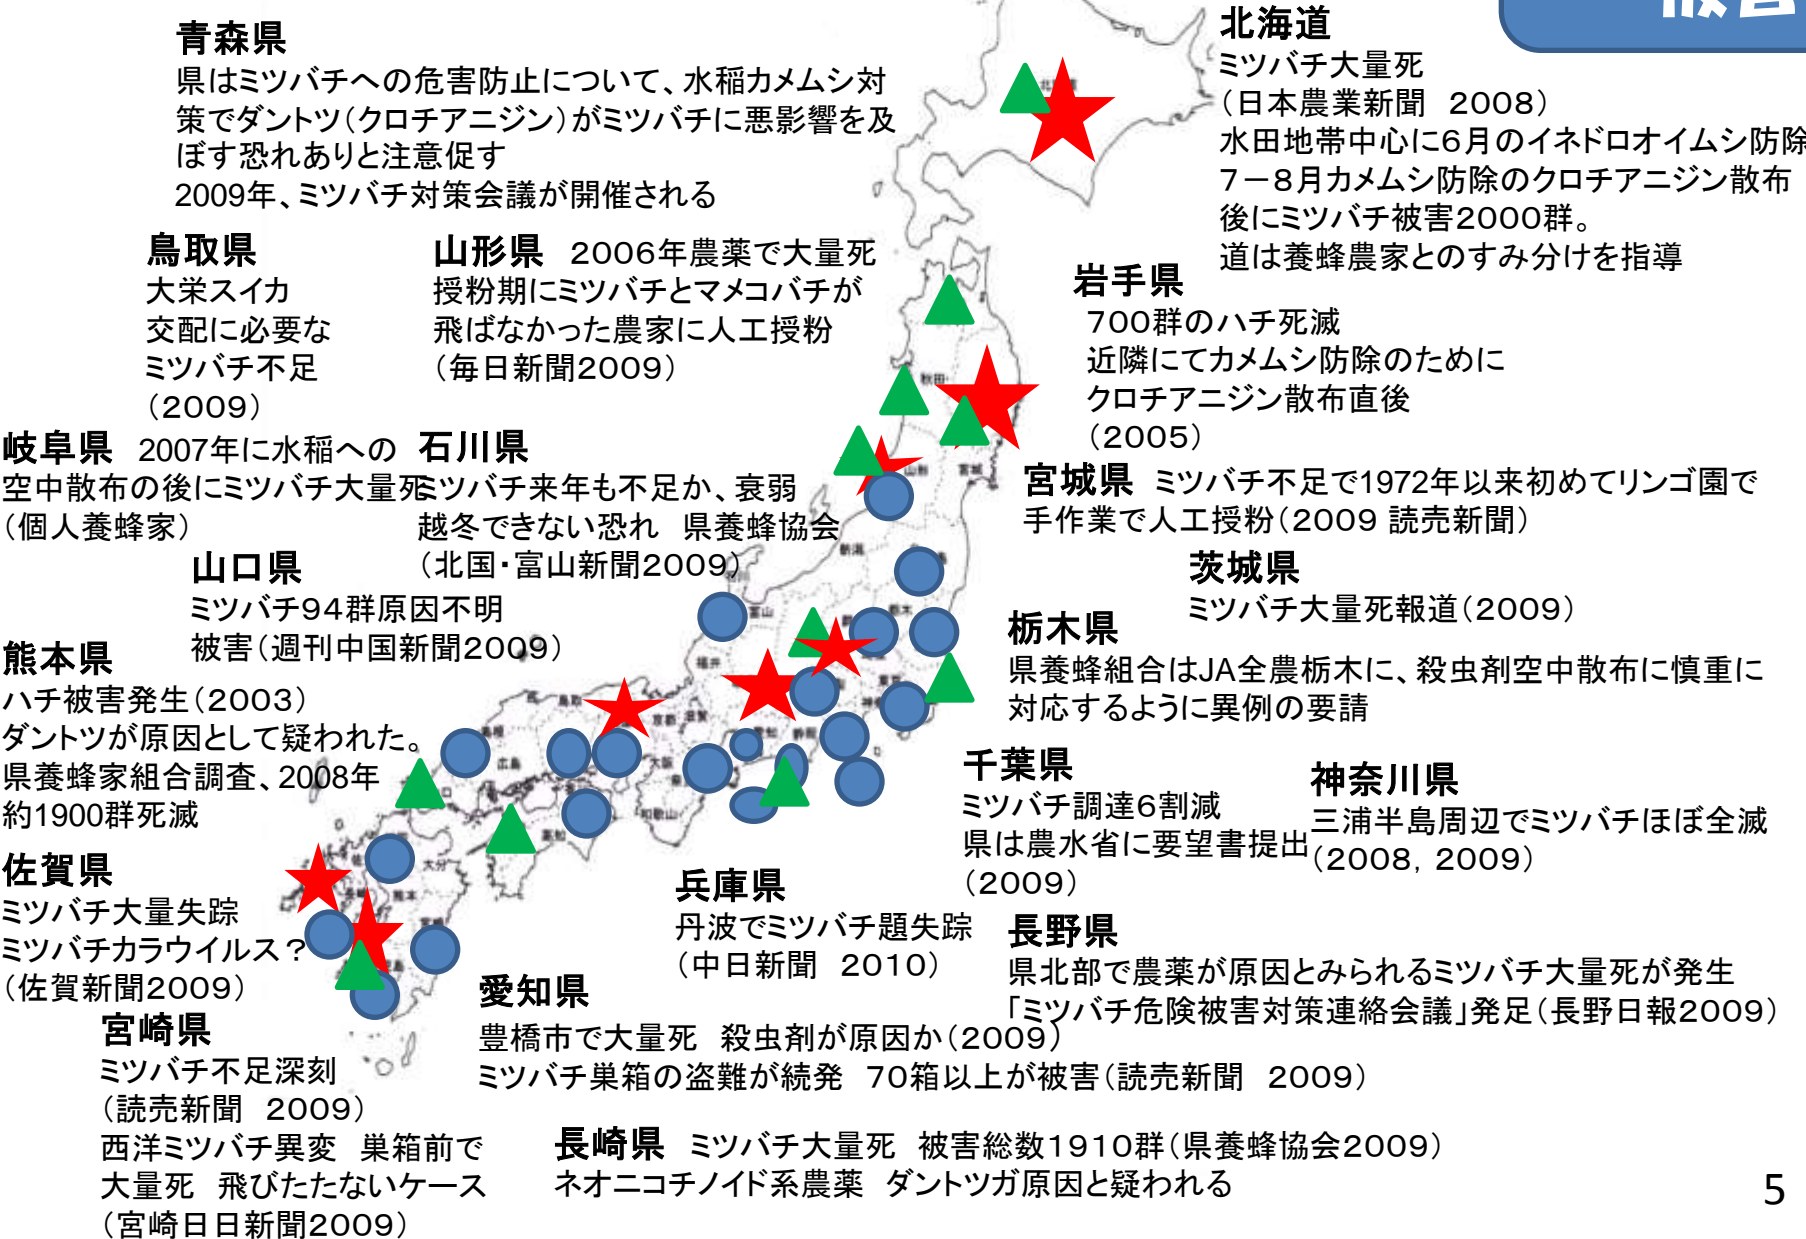 青森県
県はミツバチへの危害防止について、水稲カメムシ対
策でダントツ（クロチアニジン）がミツバチに悪影響を及
ぼす恐れありと注意促す
2009年、ミツバチ対策会議が開催される
北海道
ミツバチ大量死
（日本農業新聞　2008）
水田地帯中心に6月のイネドロオイムシ防除
7－8月カメムシ防除のクロチアニジン散布
後にミツバチ被害2000群。
道は養蜂農家とのすみ分けを指導
鳥取県
大栄スイカ
交配に必要な
ミツバチ不足
（2009）
山形県　2006年農薬で大量死
授粉期にミツバチとマメコバチが
飛ばなかった農家に人工授粉
（毎日新聞2009）
岩手県
700群のハチ死滅
近隣にてカメムシ防除のために
クロチアニジン散布直後
（2005）
岐阜県　2007年に水稲への
空中散布の後にミツバチ大量死
（個人養蜂家）
石川県
ミツバチ来年も不足か、衰弱
越冬できない恐れ　県養蜂協会
（北国・富山新聞2009）
宮城県　ミツバチ不足で1972年以来初めてリンゴ園で
手作業で人工授粉（2009 読売新聞）
山口県
ミツバチ94群原因不明
被害（週刊中国新聞2009）
茨城県
ミツバチ大量死報道（2009）
栃木県
県養蜂組合はJA全農栃木に、殺虫剤空中散布に慎重に
対応するように異例の要請
熊本県
ハチ被害発生（2003）
ダントツが原因として疑われた。
県養蜂家組合調査、2008年
約1900群死滅
千葉県
ミツバチ調達6割減
県は農水省に要望書提出
（2009）
神奈川県
三浦半島周辺でミツバチほぼ全滅
（2008，2009）
佐賀県
ミツバチ大量失踪
ミツバチカラウイルス？
（佐賀新聞2009）
兵庫県
丹波でミツバチ題失踪
（中日新聞　2010）
長野県
県北部で農薬が原因とみられるミツバチ大量死が発生
「ミツバチ危険被害対策連絡会議」発足（長野日報2009）
愛知県
豊橋市で大量死　殺虫剤が原因か（2009）
ミツバチ巣箱の盗難が続発　70箱以上が被害（読売新聞　2009）
宮崎県
ミツバチ不足深刻
（読売新聞　2009）
西洋ミツバチ異変　巣箱前で
大量死　飛びたたないケース
（宮崎日日新聞2009）
長崎県　ミツバチ大量死　被害総数1910群（県養蜂協会2009）
ネオニコチノイド系農薬　ダントツガ原因と疑われる
秋田
山形
宮城
新潟
富山
栃木
福井
鳥取
京都
滋賀
島根
広島
大阪
愛知
静岡
和歌山
高知
大分
熊本
宮崎
5